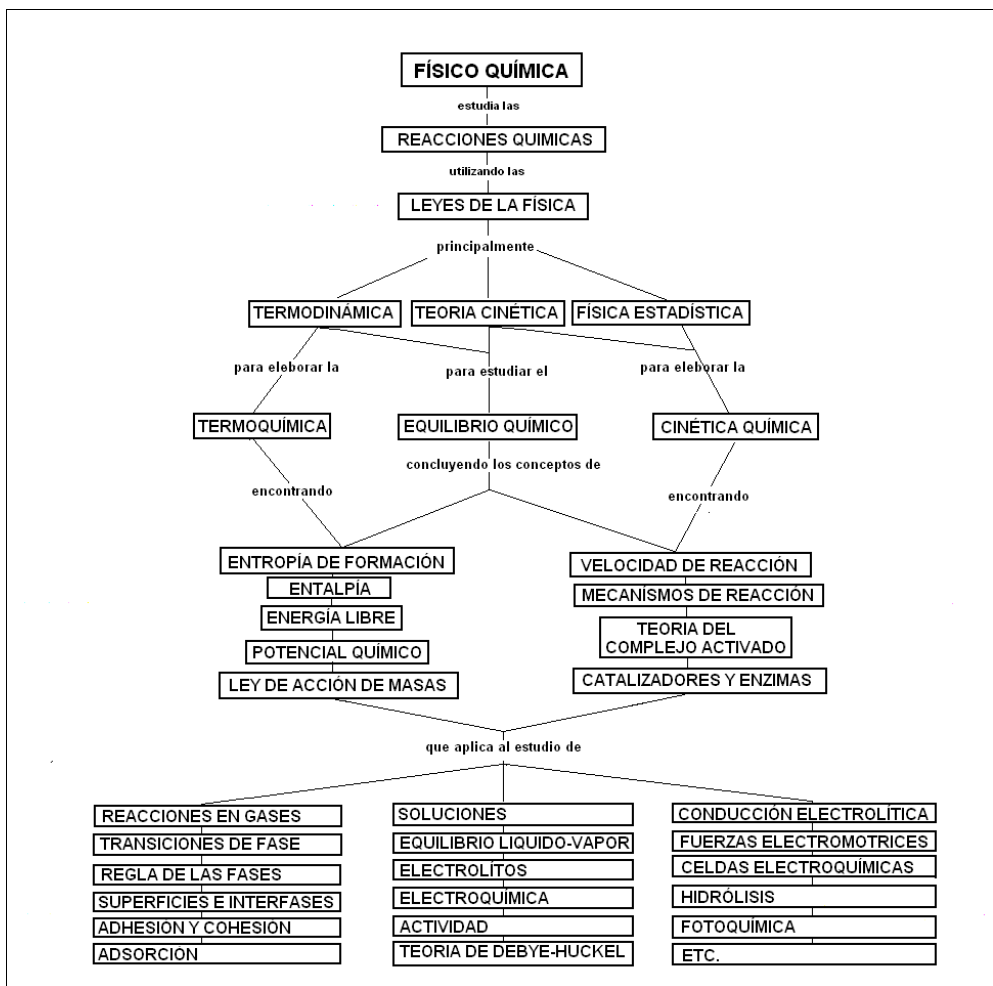 FÍSICO QUÍMICA
estudia las
REACCIONES QUIMICAS
utilizando las
LEYES DE LA FÍSICA
principalmente
TERMODINÁMICA
TEORIA CINÉTICA
FÍSICA ESTADÍSTICA
para eleborar la
para estudiar el
para eleborar la
TERMOQUÍMICA
EQUILIBRIO QUÍMICO
CINÉTICA QUÍMICA
concluyendo los conceptos de
encontrando
encontrando
ENTROPÍA DE FORMACIÓN
ENTALPÍA
ENERGÍA LIBRE
POTENCIAL QUÍMICO
LEY DE ACCIÓN DE MASAS
VELOCIDAD DE REACCIÓN
MECANÍSMOS DE REACCIÓN
TEORIA DEL
COMPLEJO ACTIVADO
CATALIZADORES Y ENZIMAS
que aplica al estudio de
REACCIONES EN GASES
TRANSICIONES DE FASE
REGLA DE LAS FASES
SUPERFICIES E INTERFASES
ADHESIÓN Y COHESIÓN
ADSORCIÓN
SOLUCIONES
EQUILIBRIO LIQUIDO-VAPOR
ELECTROLÍTOS
ELECTROQUÍMICA
ACTIVIDAD
TEORIA DE DEBYE-HUCKEL
CONDUCCIÓN ELECTROLÍTICA
FUERZAS ELECTROMOTRICES
CELDAS ELECTROQUÍMICAS
HIDRÓLISIS
FOTOQUÍMICA
ETC.